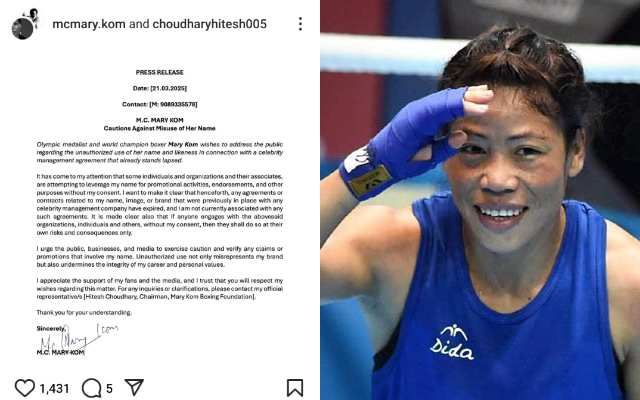 mcmary.kom and choudharyhitesh005
PRESS RELEASE
Date: [21.03.2025]
Contact: [M: 9089335578]
M.C. MARY KOM
Cautions Against Misuse of Her Name
Olympic medalist and world champion boxer Mary Kom wishes to address the public
regarding the unauthorized use of her name and likeness in connection with a celebrity
management agreement that already stands lapsed.
It has come to my attention that some individuals and organizations and their associates,
are attempting to leverage my name for promotional activities, endorsements, and other
purposes without my consent. I want to make it clear that henceforth, any agreements or
contracts related to my name, image, or brand that were previously in place with any
celebrity management company have expired, and I am not currently associated with any
such agreements. It is made clear also that if anyone engages with the abovesaid
organizations, individuals and others, without my consent, then they shall do so at their
own risks and consequences only.
I urge the public, businesses, and media to exercise caution and verify any claims or
promotions that involve my name. Unauthorized use not only misrepresents my brand
but also undermines the integrity of my career and personal values.
I appreciate the support of my fans and the media, and I trust that you will respect my
wishes regarding this matter. For any inquiries or clarifications, please contact my official
representative/s [Hitesh Choudhary, Chairman, Mary Kom Boxing Foundation].
Thank you for your understanding.
Sincerely,
M.C. MARY KOM
1,431
5
Dida